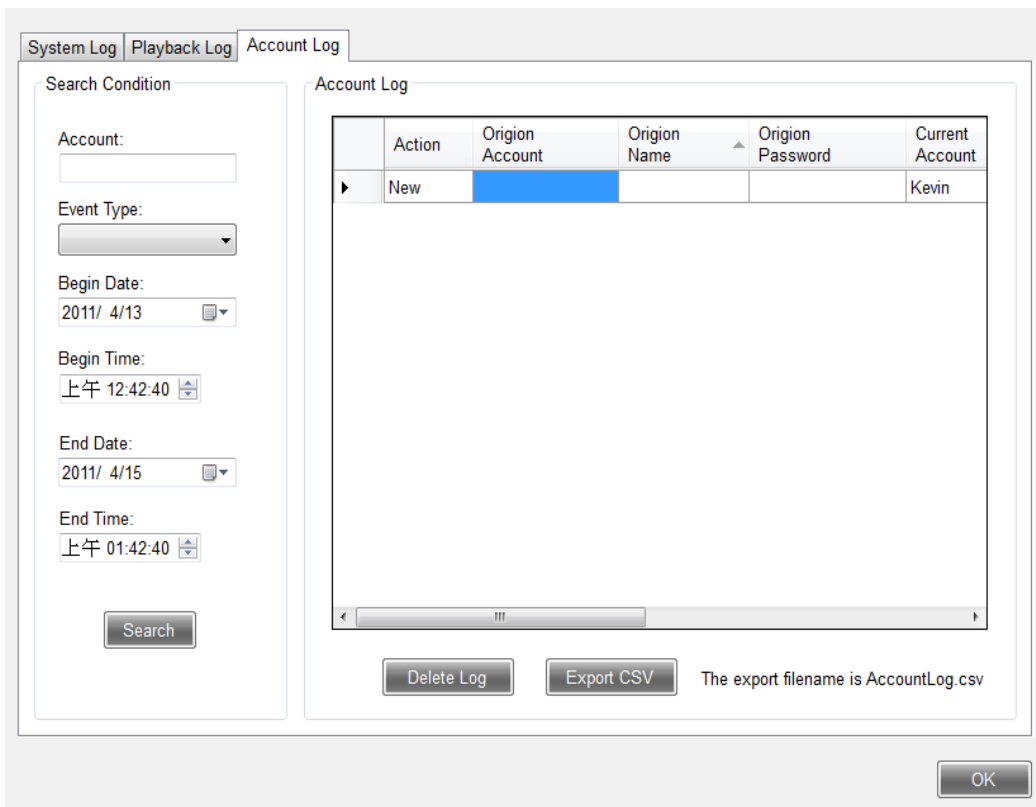 System Log Playback Log Account Log
Search Condition
Account:
Event Type:
Begin Date:
2011/ 4/13
Begin Time:
上午 12:42:40
End Date:
2011/ 4/15
End Time:
上午 01:42:40
Search
Account Log
Action Origion Account Origion Name Origion Password Current Account
New Kevin
Delete Log Export CSV The export filename is AccountLog.csv
OK